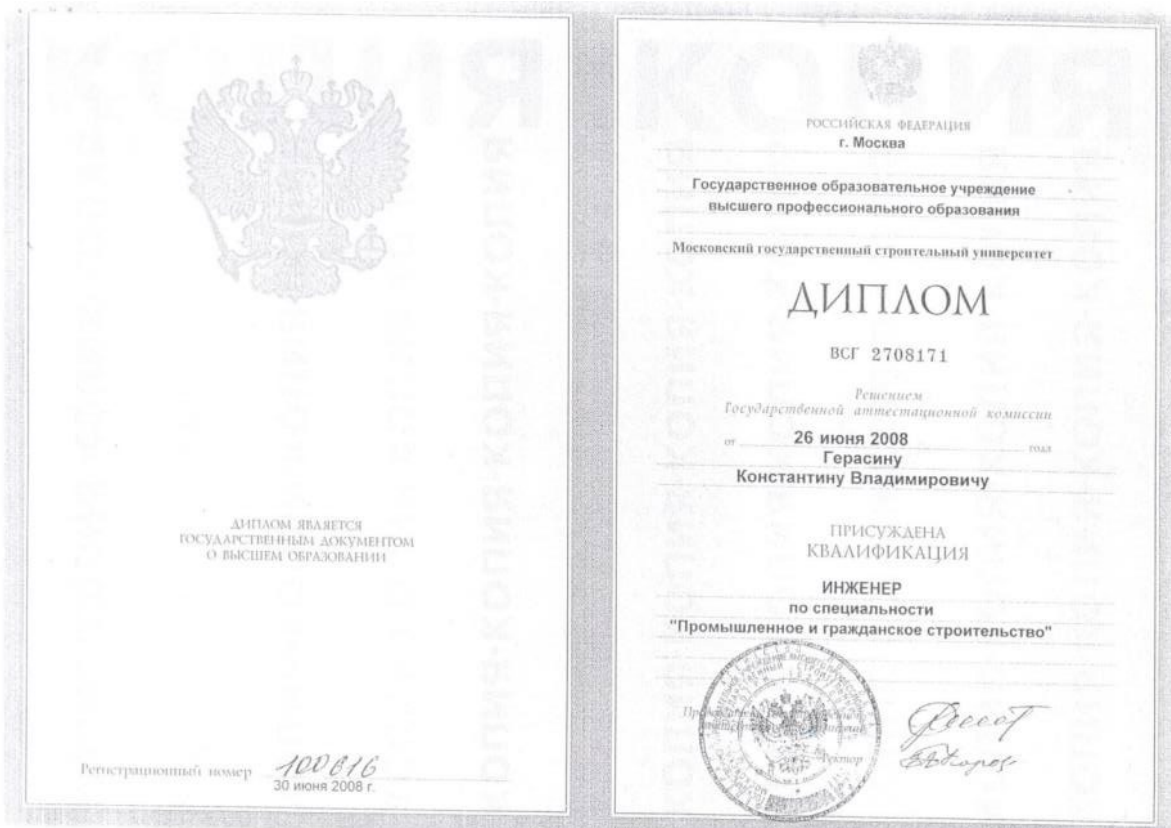 ДИПЛОМ ЯВЛЯЕТСЯ
ГОСУДАРСТВЕННЫМ ДОКУМЕНТОМ
О ВЫСШЕМ ОБРАЗОВАНИИ
Регистрационный номер 100616
30 июня 2008 г.
РОССИЙСКАЯ ФЕДЕРАЦИЯ
г. Москва
Государственное образовательное учреждение
высшего профессионального образования
Московский государственный строительный университет
ДИПЛОМ
ВСГ 2708171
Решением
Государственной аттестационной комиссии
от 26 июня 2008 года
Герасину
Константину Владимировичу
ПРИСУЖДЕНА
КВАЛИФИКАЦИЯ
ИНЖЕНЕР
по специальности
"Промышленное и гражданское строительство"
Ректор